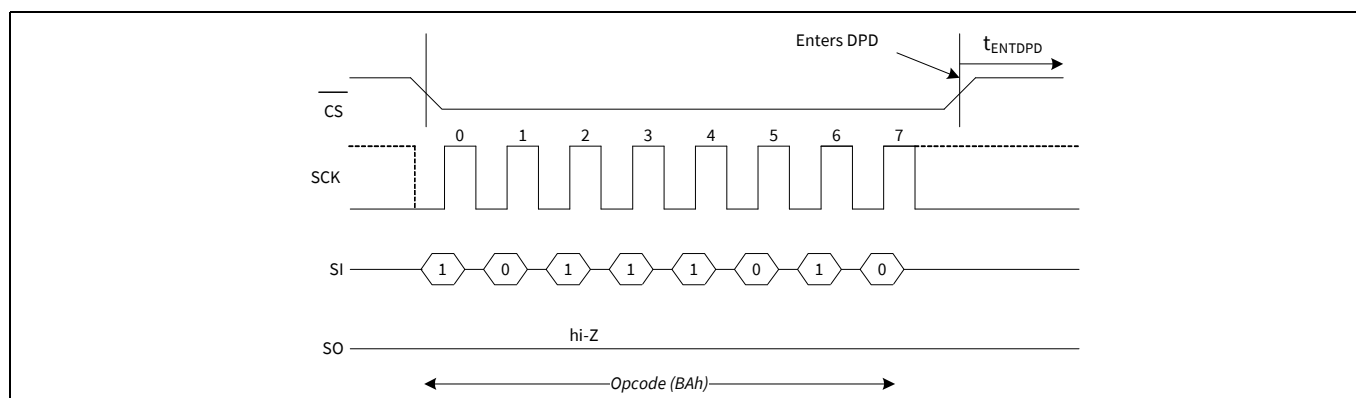 Enters DPD
tENTDPD
CS
0 1 2 3 4 5 6 7
SCK
SI 1 0 1 1 1 0 1 0
hi-Z
SO
Opcode (BAh)